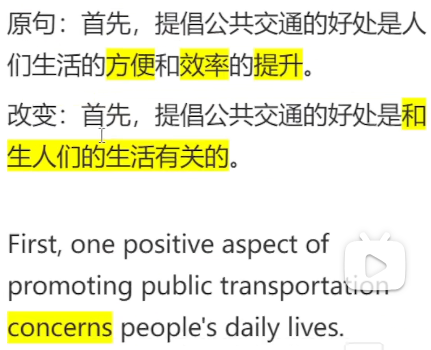 原句：首先，提倡公共交通的好处是人
们生活的方便和效率的提升。
改变：首先，提倡公共交通的好处是和
生人们的生活有关的。
First, one positive aspect of
promoting public transportation
concerns people's daily lives.